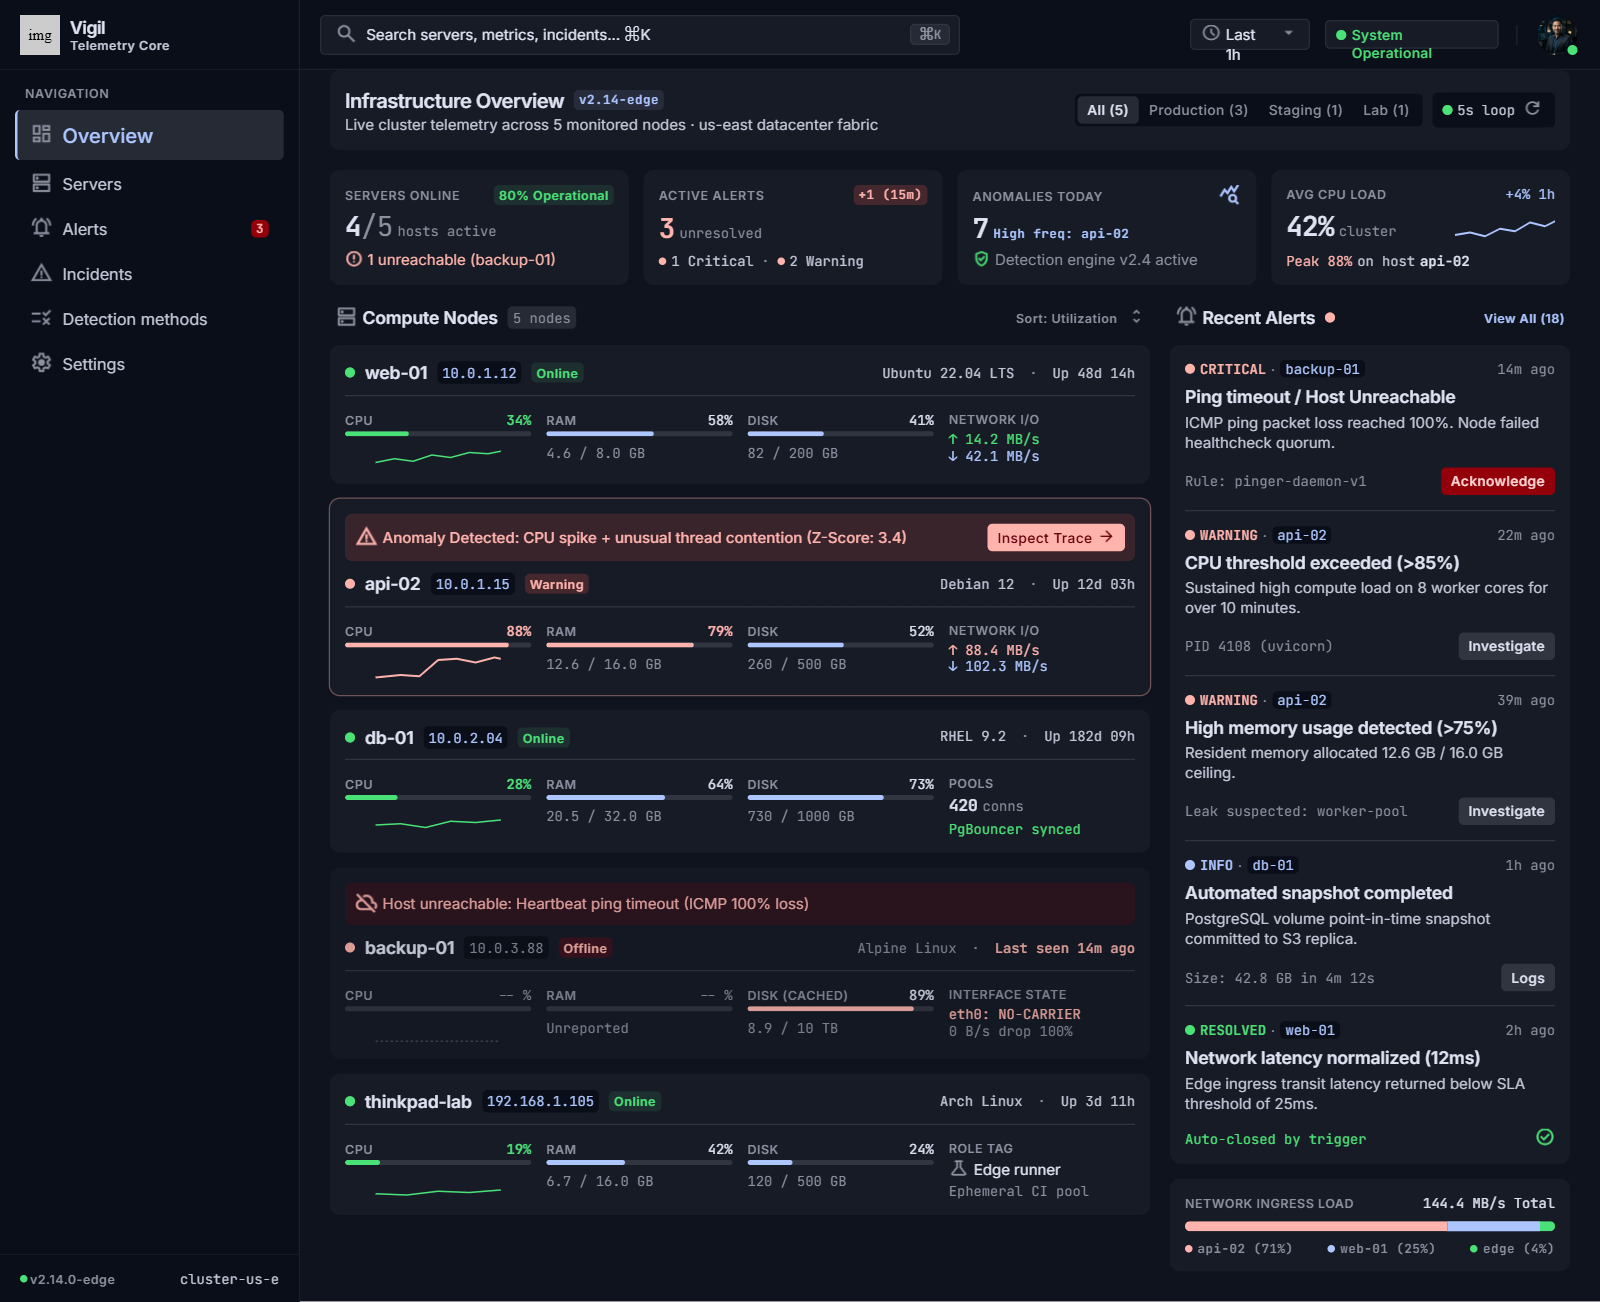 img
Vigil
Telemetry Core
Search servers, metrics, incidents... ⌘K
⌘K
Last
1h
System
Operational
NAVIGATION
Overview
Servers
Alerts
3
Incidents
Detection methods
Settings
v2.14.0-edge
cluster-us-e
Infrastructure Overview
v2.14-edge
Live cluster telemetry across 5 monitored nodes · us-east datacenter fabric
All (5)
Production (3)
Staging (1)
Lab (1)
5s loop
SERVERS ONLINE
80% Operational
4/5 hosts active
1 unreachable (backup-01)
ACTIVE ALERTS
+1 (15m)
3 unresolved
1 Critical · 2 Warning
ANOMALIES TODAY
7 High freq: api-02
Detection engine v2.4 active
AVG CPU LOAD
+4% 1h
42% cluster
Peak 88% on host api-02
Compute Nodes
5 nodes
Sort: Utilization
web-01 10.0.1.12 Online
Ubuntu 22.04 LTS · Up 48d 14h
CPU 34%
RAM 58%
4.6 / 8.0 GB
DISK 41%
82 / 200 GB
NETWORK I/O
↑ 14.2 MB/s
↓ 42.1 MB/s
Anomaly Detected: CPU spike + unusual thread contention (Z-Score: 3.4)
Inspect Trace →
api-02 10.0.1.15 Warning
Debian 12 · Up 12d 03h
CPU 88%
RAM 79%
12.6 / 16.0 GB
DISK 52%
260 / 500 GB
NETWORK I/O
↑ 88.4 MB/s
↓ 102.3 MB/s
db-01 10.0.2.04 Online
RHEL 9.2 · Up 182d 09h
CPU 28%
RAM 64%
20.5 / 32.0 GB
DISK 73%
730 / 1000 GB
POOLS
420 conns
PgBouncer synced
Host unreachable: Heartbeat ping timeout (ICMP 100% loss)
backup-01 10.0.3.88 Offline
Alpine Linux · Last seen 14m ago
CPU -- %
RAM -- %
Unreported
DISK (CACHED) 89%
8.9 / 10 TB
INTERFACE STATE
eth0: NO-CARRIER
0 B/s drop 100%
thinkpad-lab 192.168.1.105 Online
Arch Linux · Up 3d 11h
CPU 19%
RAM 42%
6.7 / 16.0 GB
DISK 24%
120 / 500 GB
ROLE TAG
Edge runner
Ephemeral CI pool
Recent Alerts
View All (18)
CRITICAL · backup-01
14m ago
Ping timeout / Host Unreachable
ICMP ping packet loss reached 100%. Node failed
healthcheck quorum.
Rule: pinger-daemon-v1
Acknowledge
WARNING · api-02
22m ago
CPU threshold exceeded (>85%)
Sustained high compute load on 8 worker cores for
over 10 minutes.
PID 4108 (uvicorn)
Investigate
WARNING · api-02
39m ago
High memory usage detected (>75%)
Resident memory allocated 12.6 GB / 16.0 GB
ceiling.
Leak suspected: worker-pool
Investigate
INFO · db-01
1h ago
Automated snapshot completed
PostgreSQL volume point-in-time snapshot
committed to S3 replica.
Size: 42.8 GB in 4m 12s
Logs
RESOLVED · web-01
2h ago
Network latency normalized (12ms)
Edge ingress transit latency returned below SLA
threshold of 25ms.
Auto-closed by trigger
NETWORK INGRESS LOAD
144.4 MB/s Total
api-02 (71%)
web-01 (25%)
edge (4%)